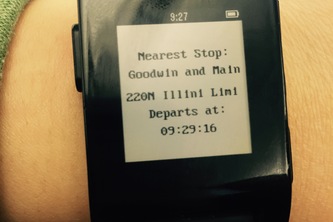 9:27
Nearest Stop:
Goodwin and Main
220N Illini Limi
Departs at:
09:29:16